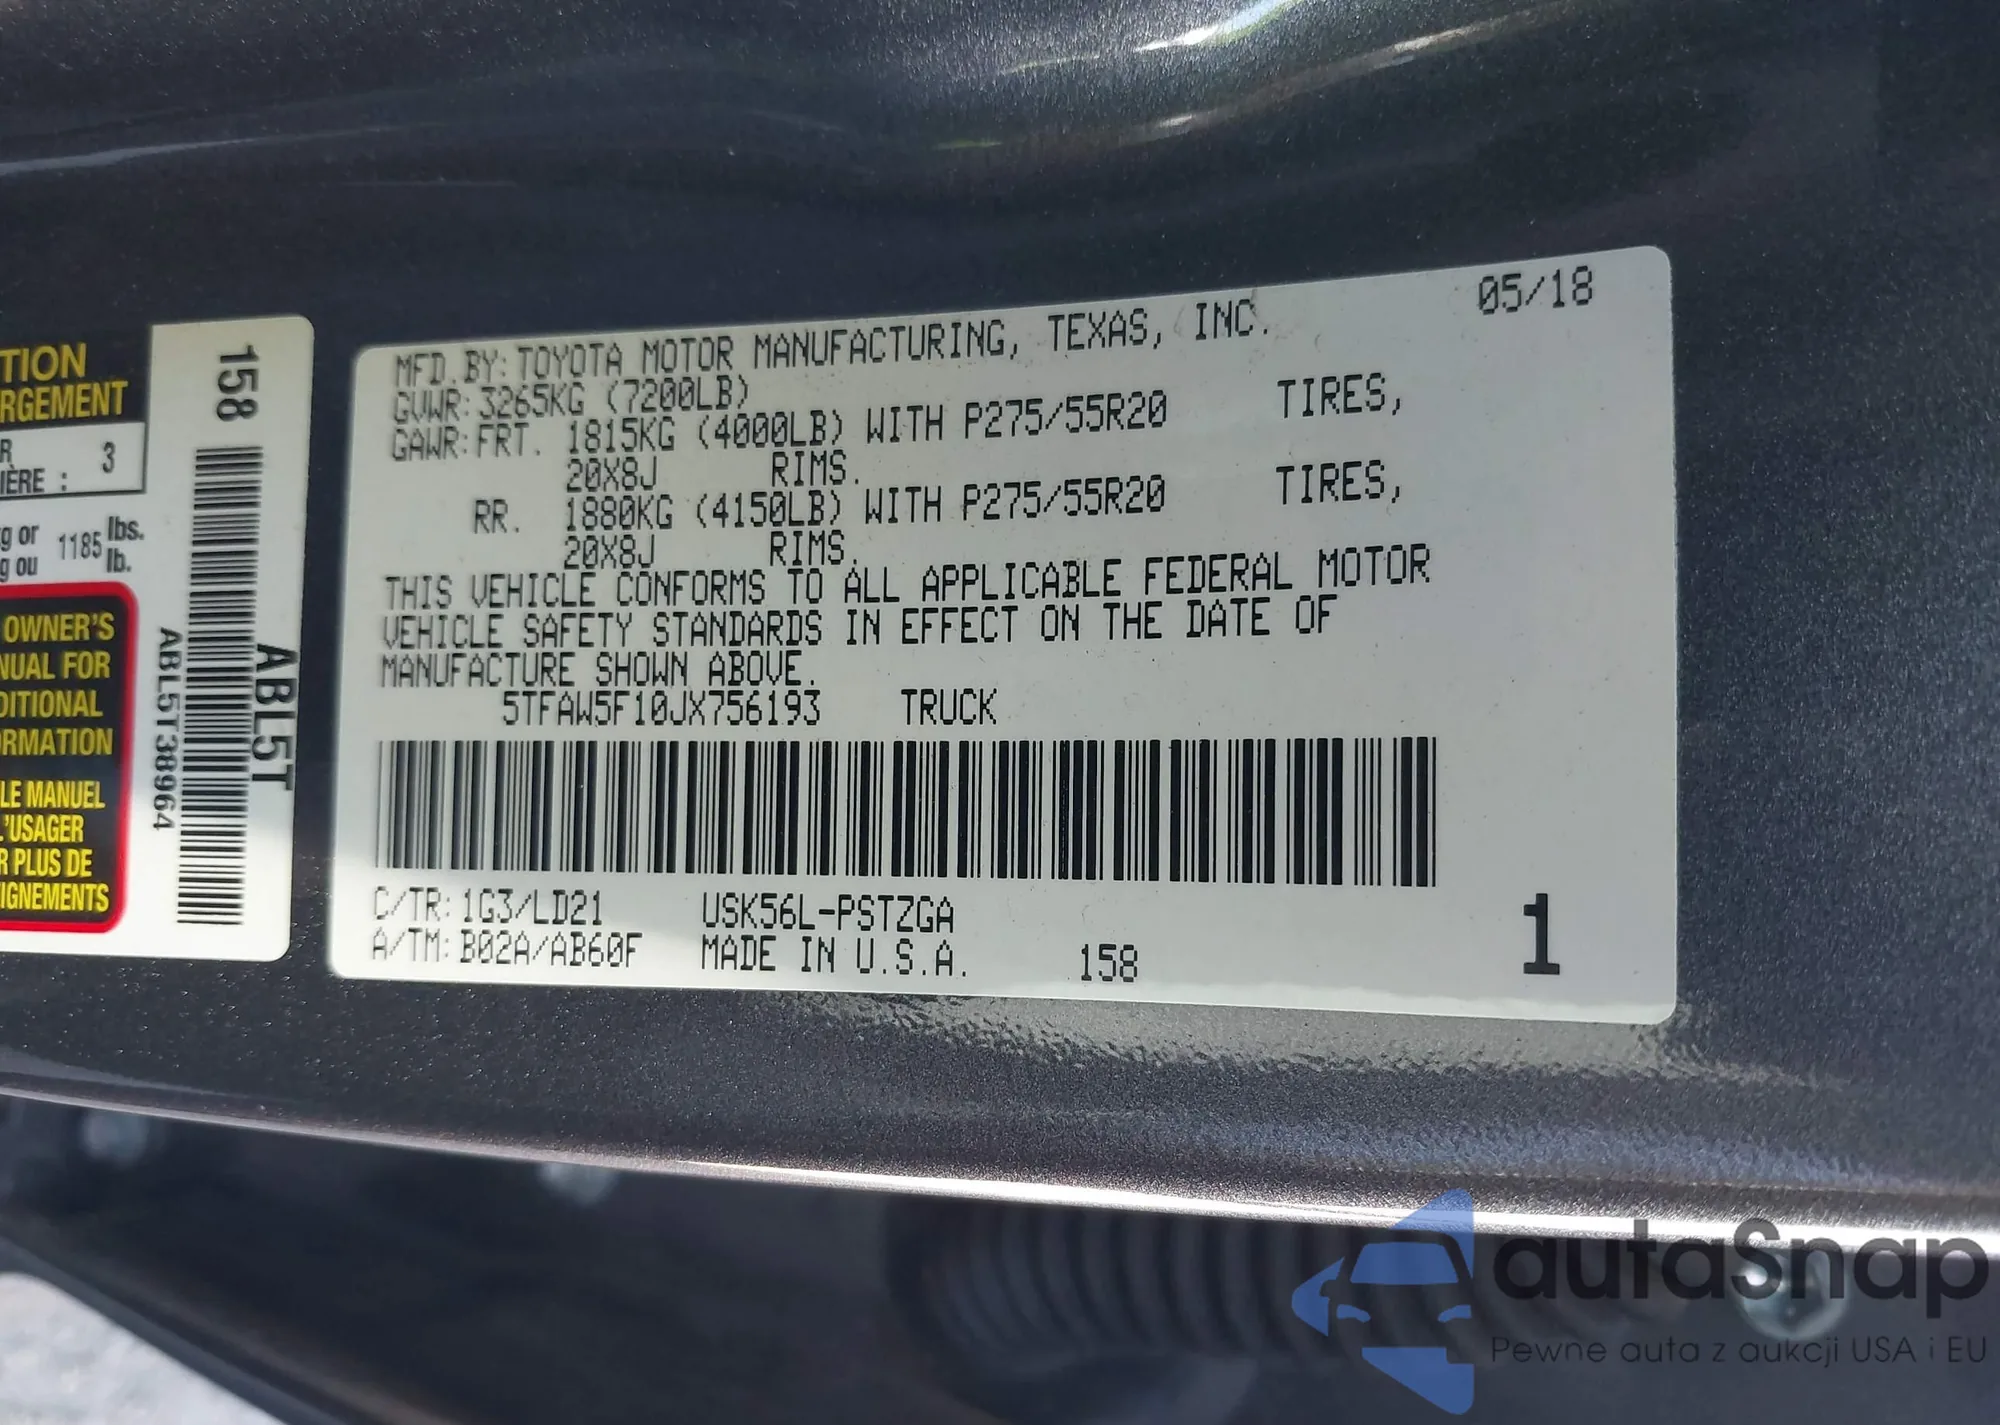 TION
RGEMENT
R
IÈRE : 3
g or 1185 lbs.
g ou lb.
OWNER'S
NUAL FOR
DITIONAL
ORMATION
LE MANUEL
L'USAGER
R PLUS DE
IGNEMENTS
158
ABL5T38964
ABL5T
05/18
MFD.BY:TOYOTA MOTOR MANUFACTURING, TEXAS, INC.
GVWR:3265KG (7200LB)
GAWR:FRT. 1815KG (4000LB) WITH P275/55R20 TIRES,
20X8J RIMS.
RR. 1880KG (4150LB) WITH P275/55R20 TIRES,
20X8J RIMS.
THIS VEHICLE CONFORMS TO ALL APPLICABLE FEDERAL MOTOR
VEHICLE SAFETY STANDARDS IN EFFECT ON THE DATE OF
MANUFACTURE SHOWN ABOVE.
5TFAW5F10JX756193 TRUCK
C/TR:1G3/LD21 USK56L-PSTZGA
A/TM:B02A/AB60F MADE IN U.S.A. 158
1
autaSnap
Pewne auta z aukcji USA i EU